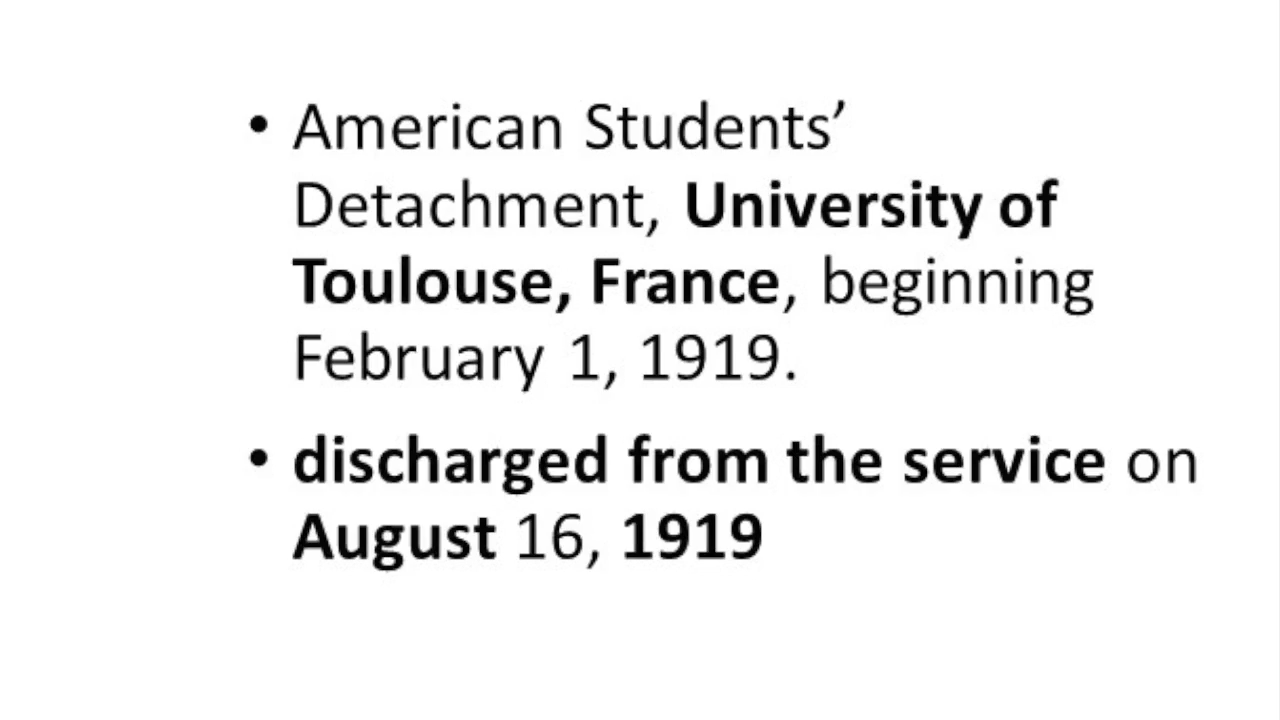 • American Students’
Detachment, University of
Toulouse, France, beginning
February 1, 1919.
• discharged from the service on
August 16, 1919